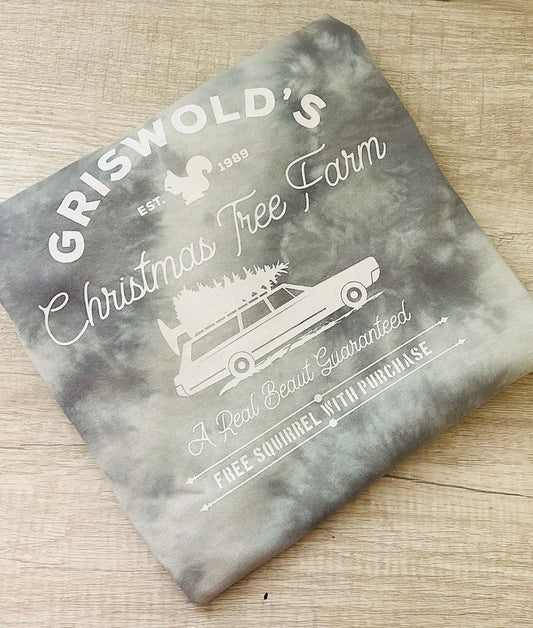 GRISWOLD'S
EST. 1989
Christmas Tree Farm
A Real Beaut Guaranteed
FREE SQUIRREL WITH PURCHASE